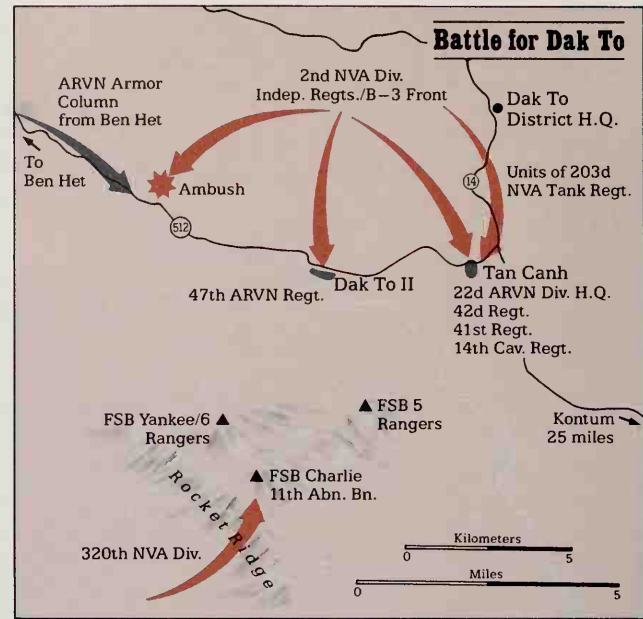 Battle for Dak To
ARVN Armor
Column
from Ben Het
2nd NVA Div.
Indep. Regts./B–3 Front
Dak To
District H.Q.
To
Ben Het
Ambush
14
Units of 203d
NVA Tank Regt.
512
47th ARVN Regt.
Dak To II
Tan Canh
22d ARVN Div. H.Q.
42d Regt.
41st Regt.
14th Cav. Regt.
FSB Yankee/6
Rangers
FSB 5
Rangers
Kontum
25 miles
FSB Charlie
11th Abn. Bn.
Rocket Ridge
320th NVA Div.
Kilometers
0 5
Miles
0 5